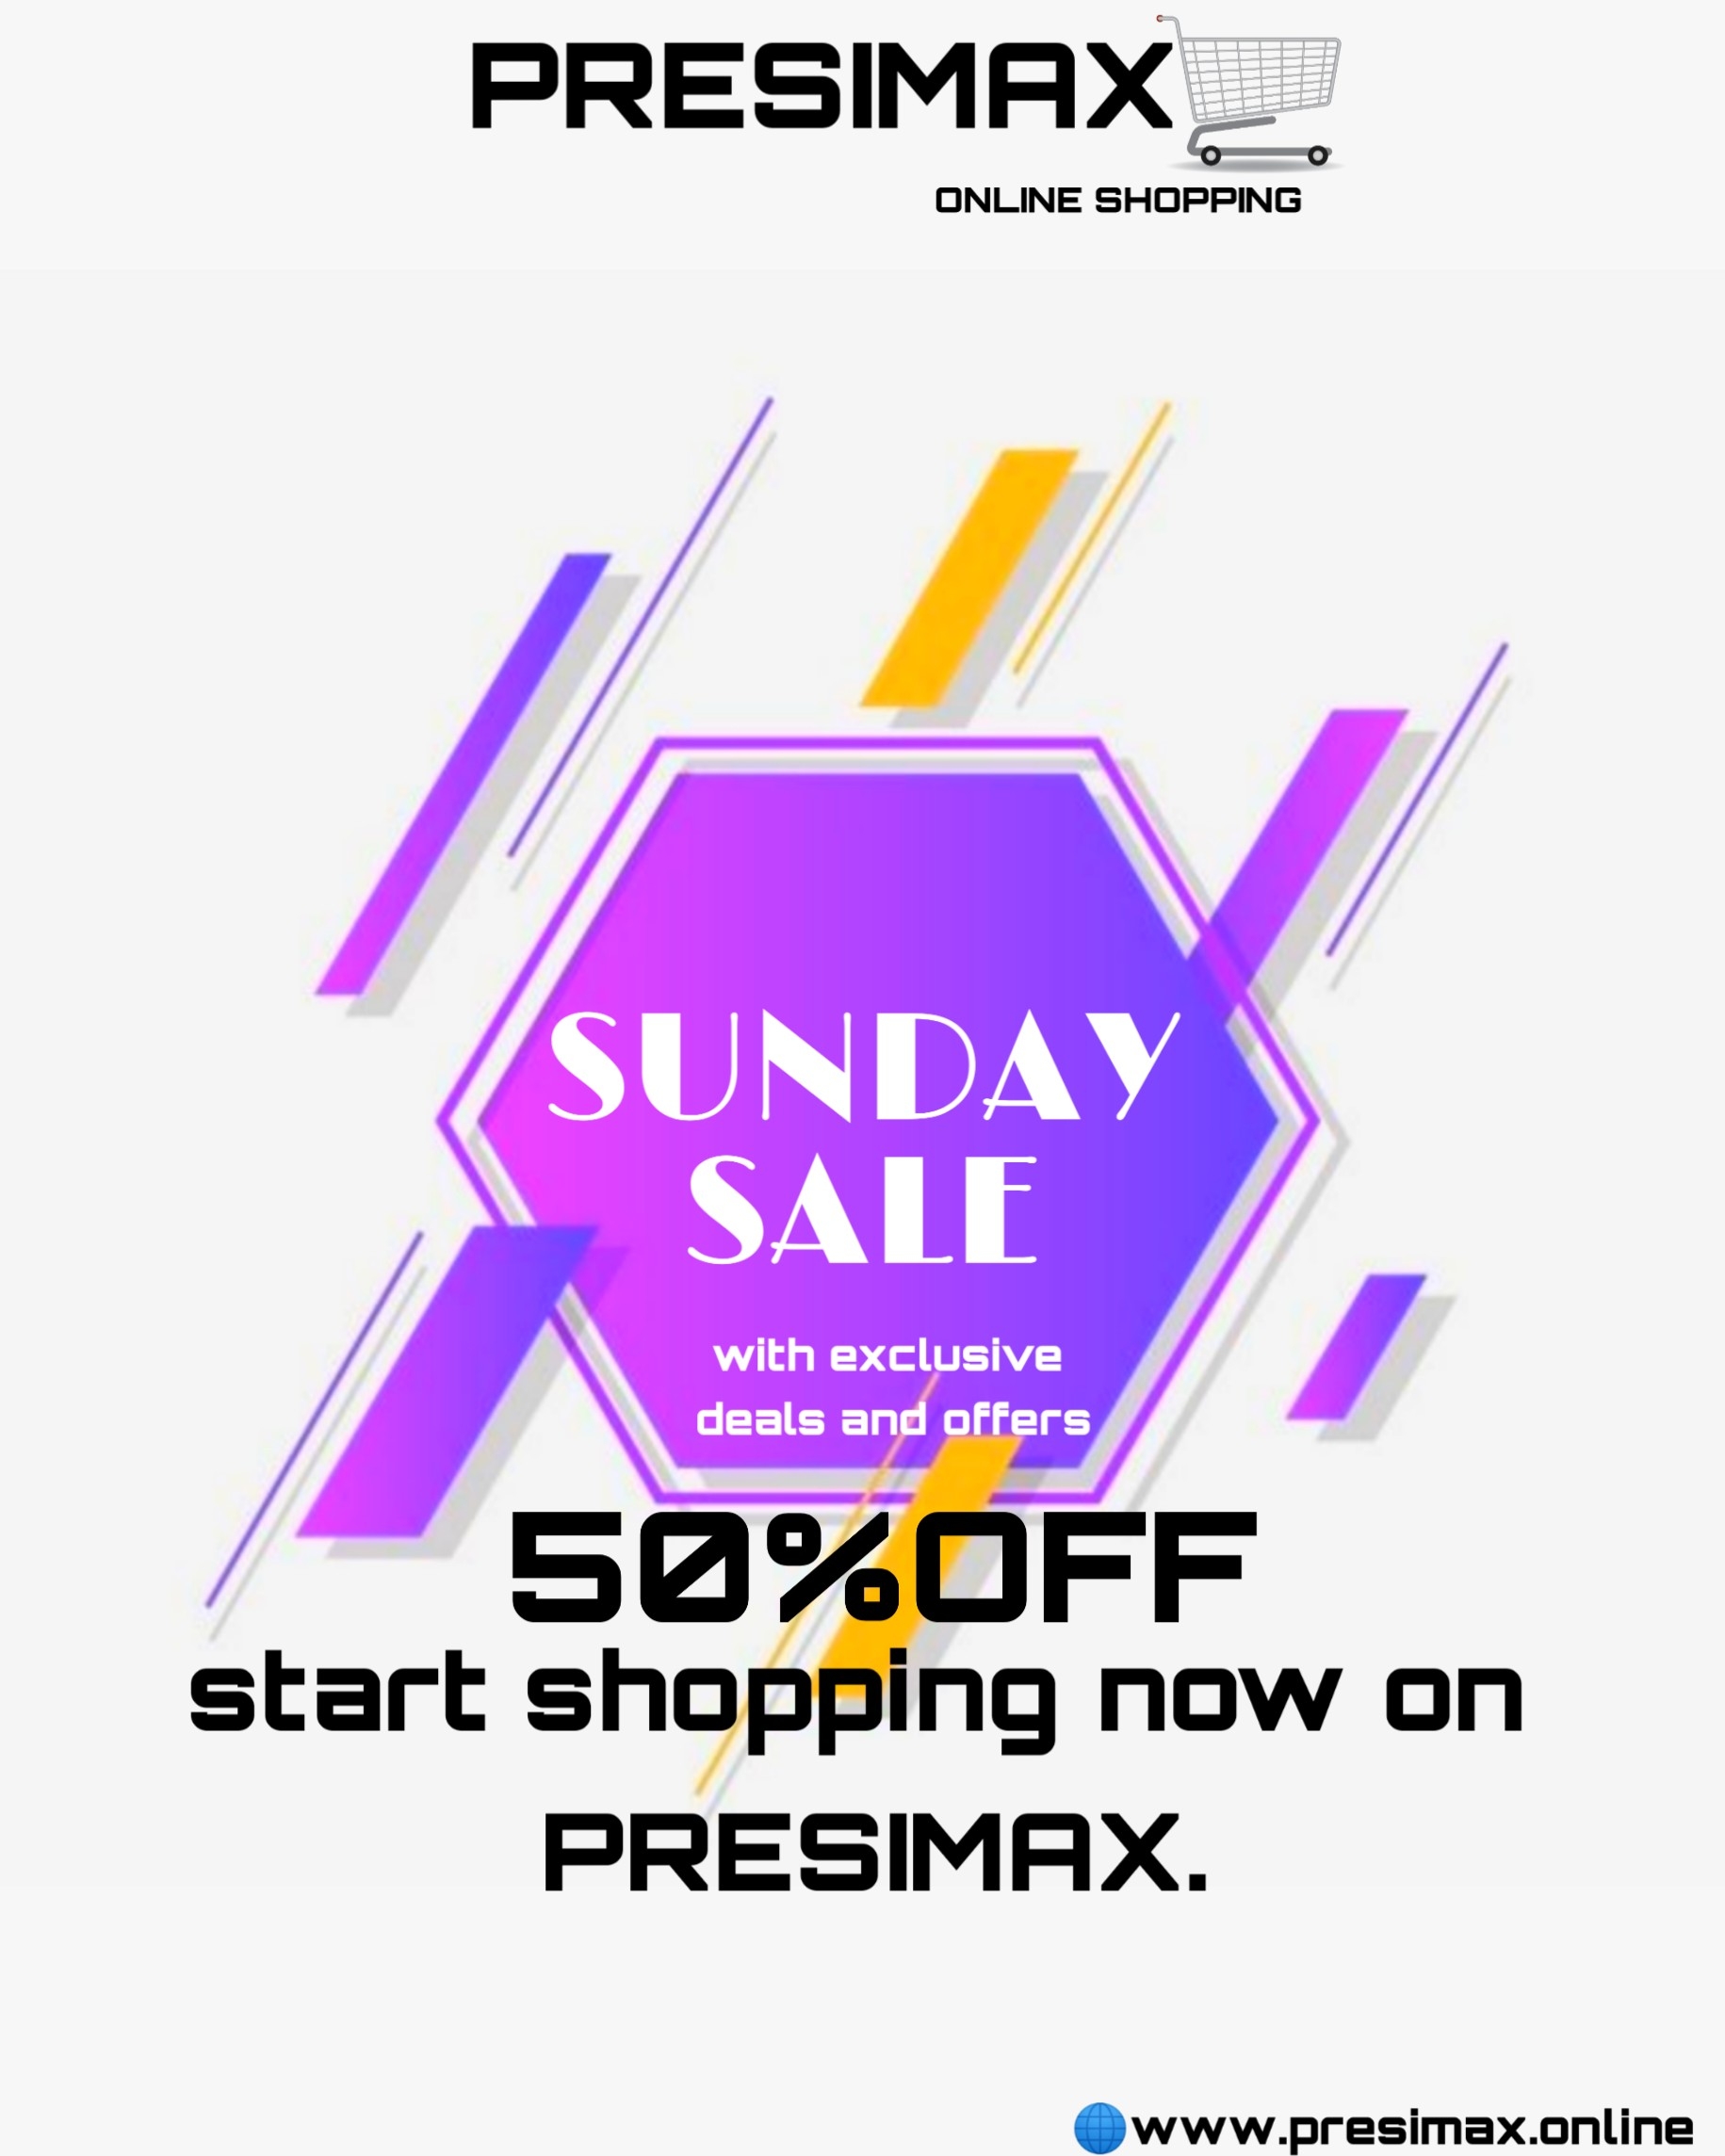 PRESIMAX
ONLINE SHOPPING
SUNDAY
SALE
with exclusive
deals and offers
50%OFF
start shopping now on
PRESIMAX.
www.presimax.online